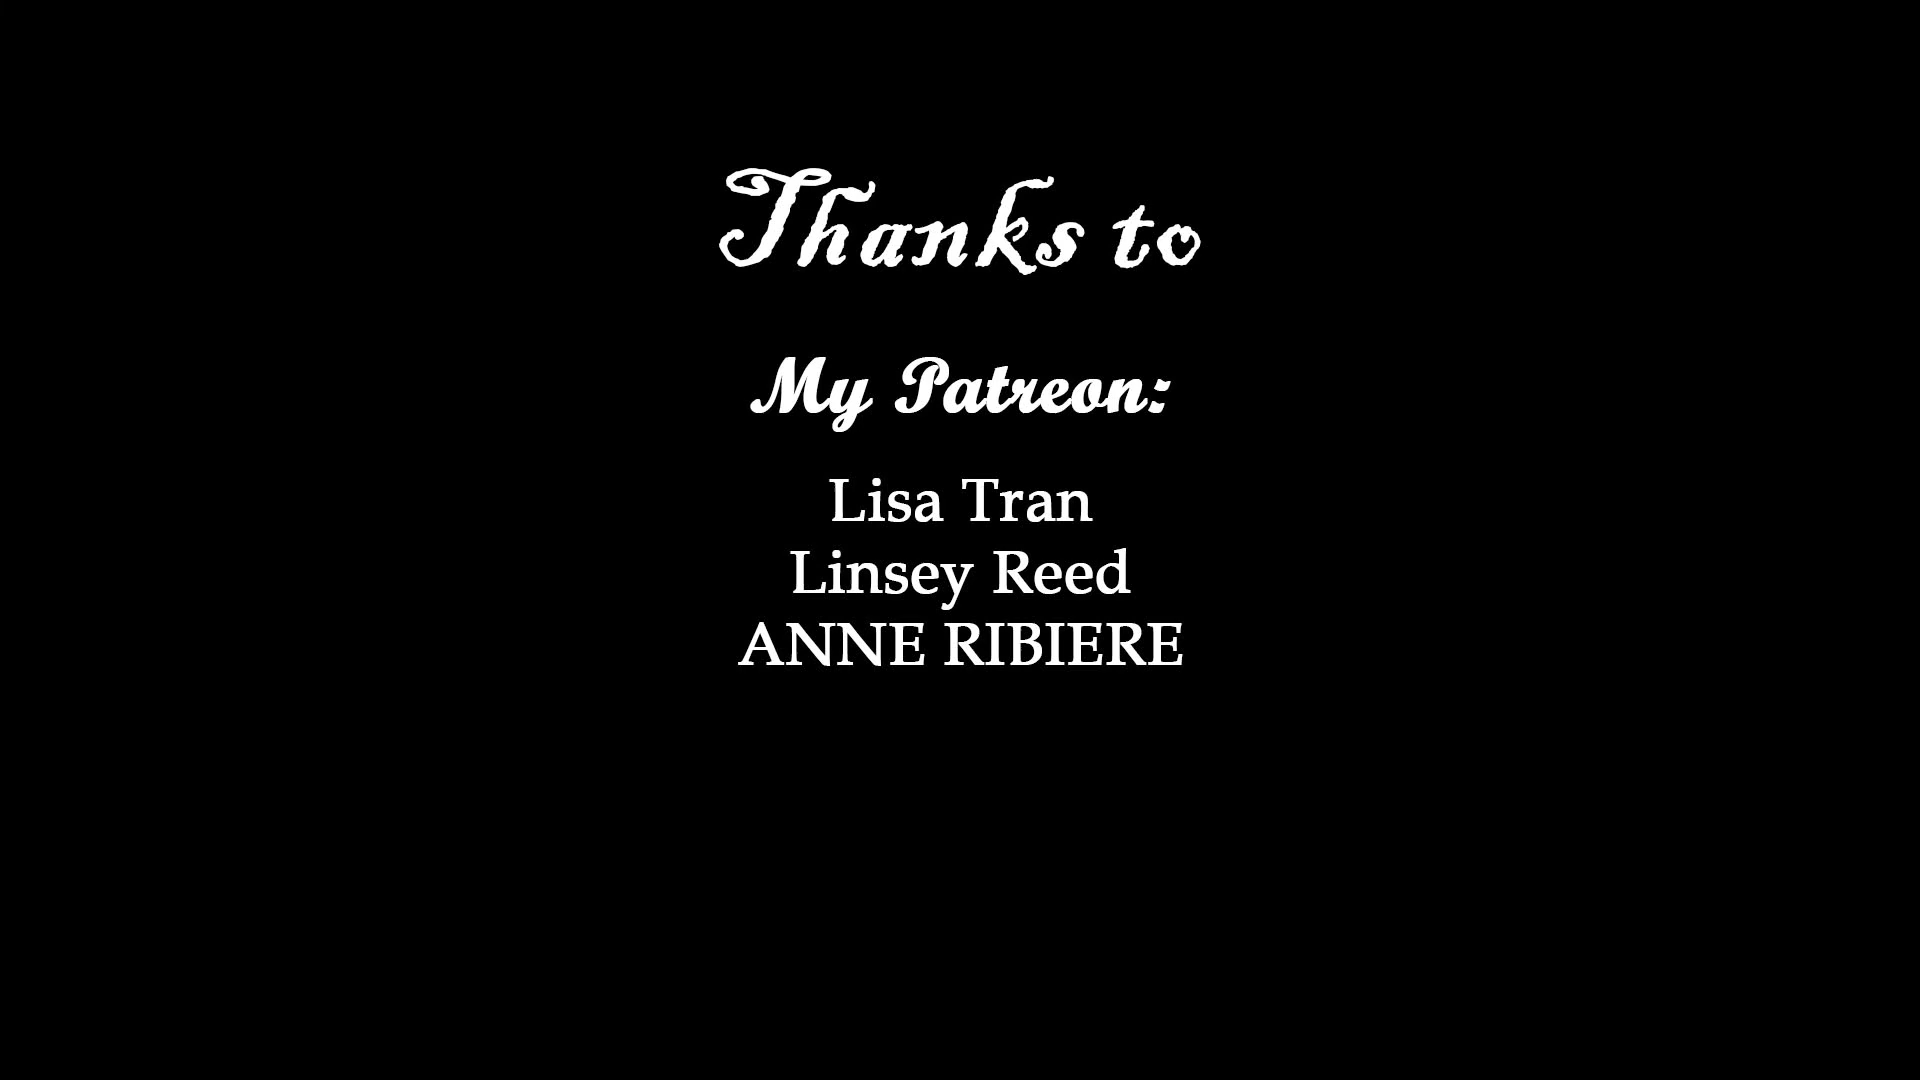 Thanks to
My Patreon:
Lisa Tran
Linsey Reed
ANNE RIBIERE